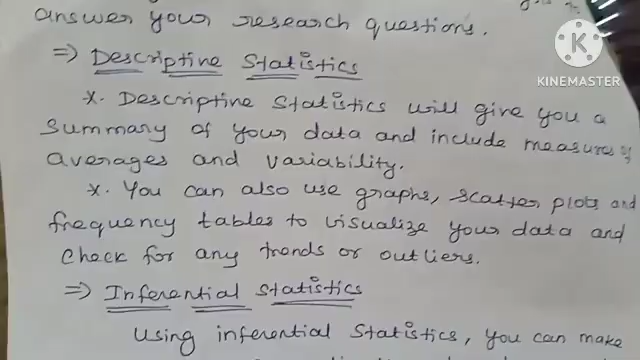 answer your research questions.
⇒ Descriptive Statistics
KINEMASTER
*. Descriptive Statistics will give you a
Summary of your data and include measures of
averages and variability.
*. You can also use graphs, scatter plots and
frequency tables to visualize your data and
check for any trends or outliers.
⇒ Inferential Statistics
Using inferential Statistics, you can make